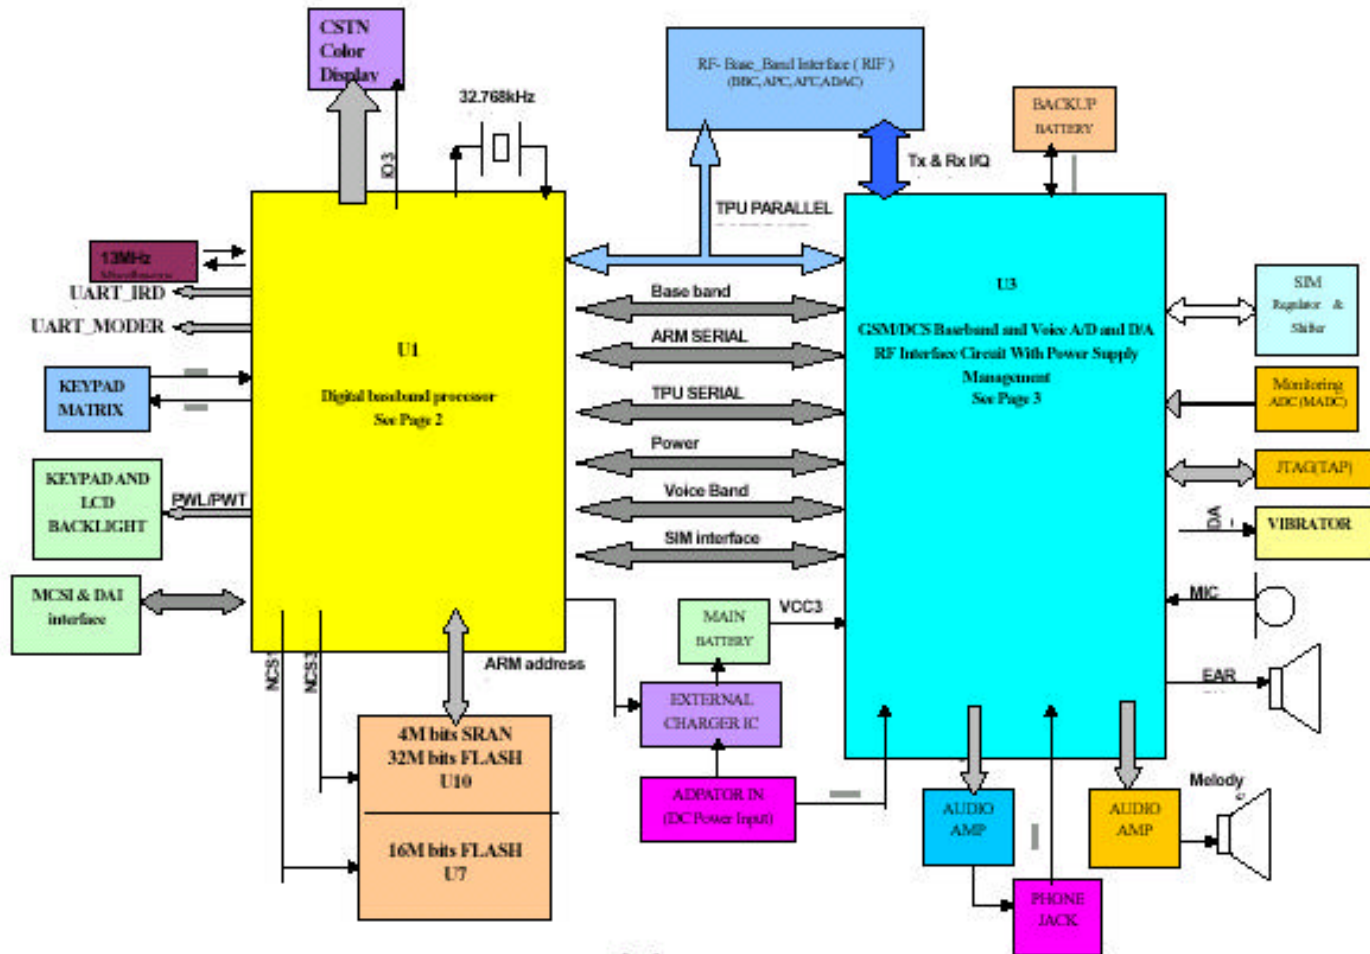 CSTN
Color
Display
32.768kHz
IO3
RF- Base_Band Interface ( RIF )
(BBC, APC, AFC, ADAC)
Tx & Rx I/Q
BACKUP
BATTERY
TPU PARALLEL
13MHz
UART_IRD
UART_MODER
KEYPAD
MATRIX
KEYPAD AND
LCD
BACKLIGHT
PWL/PWT
MCSI & DAI
interface
U1
Digital baseband processor
See Page 2
Base band
ARM SERIAL
TPU SERIAL
Power
Voice Band
SIM interface
U3
GSM/DCS Baseband and Voice A/D and D/A
RF Interface Circuit With Power Supply
Management
See Page 3
SIM
Regulator &
Shifter
Monitoring
ADC (MADC)
JTAG(TAP)
DA
VIBRATOR
MIC
EAR
NCS1
NCS3
ARM address
MAIN
BATTERY
VCC3
EXTERNAL
CHARGER IC
ADPATOR IN
(DC Power Input)
4M bits SRAN
32M bits FLASH
U10
16M bits FLASH
U7
AUDIO
AMP
AUDIO
AMP
Melody
PHONE
JACK